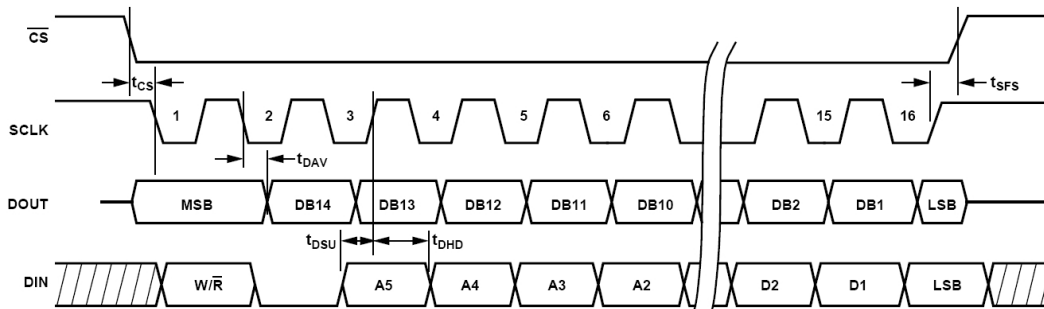 CS
tCS
tSFS
SCLK
1 2 3 4 5 6 15 16
tDAV
DOUT
MSB DB14 DB13 DB12 DB11 DB10 DB2 DB1 LSB
tDSU
tDHD
DIN
W/R A5 A4 A3 A2 D2 D1 LSB